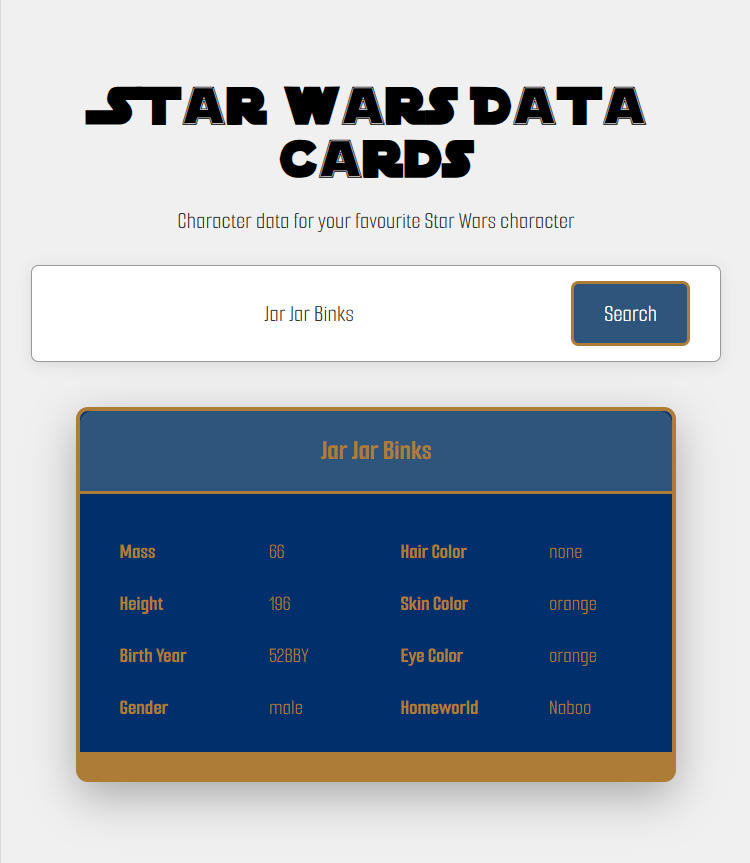 STAR WARS DATA
CARDS
Character data for your favourite Star Wars character
Jar Jar Binks
Search
Jar Jar Binks
Mass 66 Hair Color none
Height 196 Skin Color orange
Birth Year 52BBY Eye Color orange
Gender male Homeworld Naboo